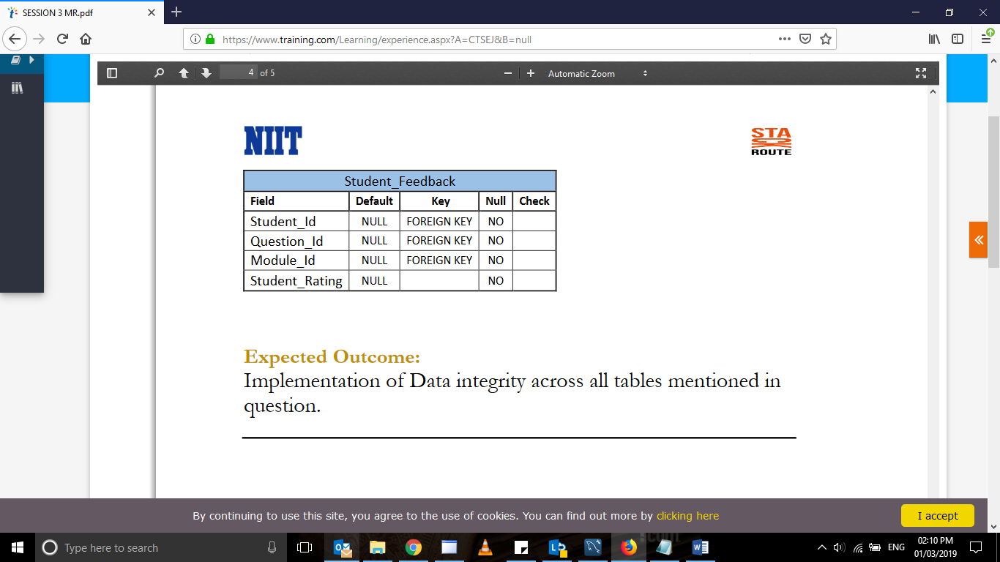 SESSION 3 MR.pdf
https://www.training.com/Learning/experience.aspx?A=CTSEJ&B=null
4 of 5
Automatic Zoom
NIIT
STA
ROUTE
Student_Feedback
Field Default Key Null Check
Student_Id NULL FOREIGN KEY NO
Question_Id NULL FOREIGN KEY NO
Module_Id NULL FOREIGN KEY NO
Student_Rating NULL NO
Expected Outcome:
Implementation of Data integrity across all tables mentioned in
question.
By continuing to use this site, you agree to the use of cookies. You can find out more by clicking here
I accept
Type here to search
ENG
02:10 PM
01/03/2019